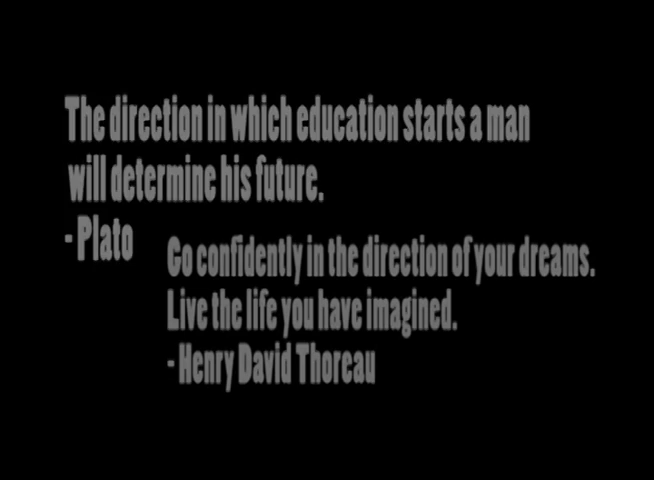 The direction in which education starts a man
will determine his future.
- Plato
Go confidently in the direction of your dreams.
Live the life you have imagined.
- Henry David Thoreau